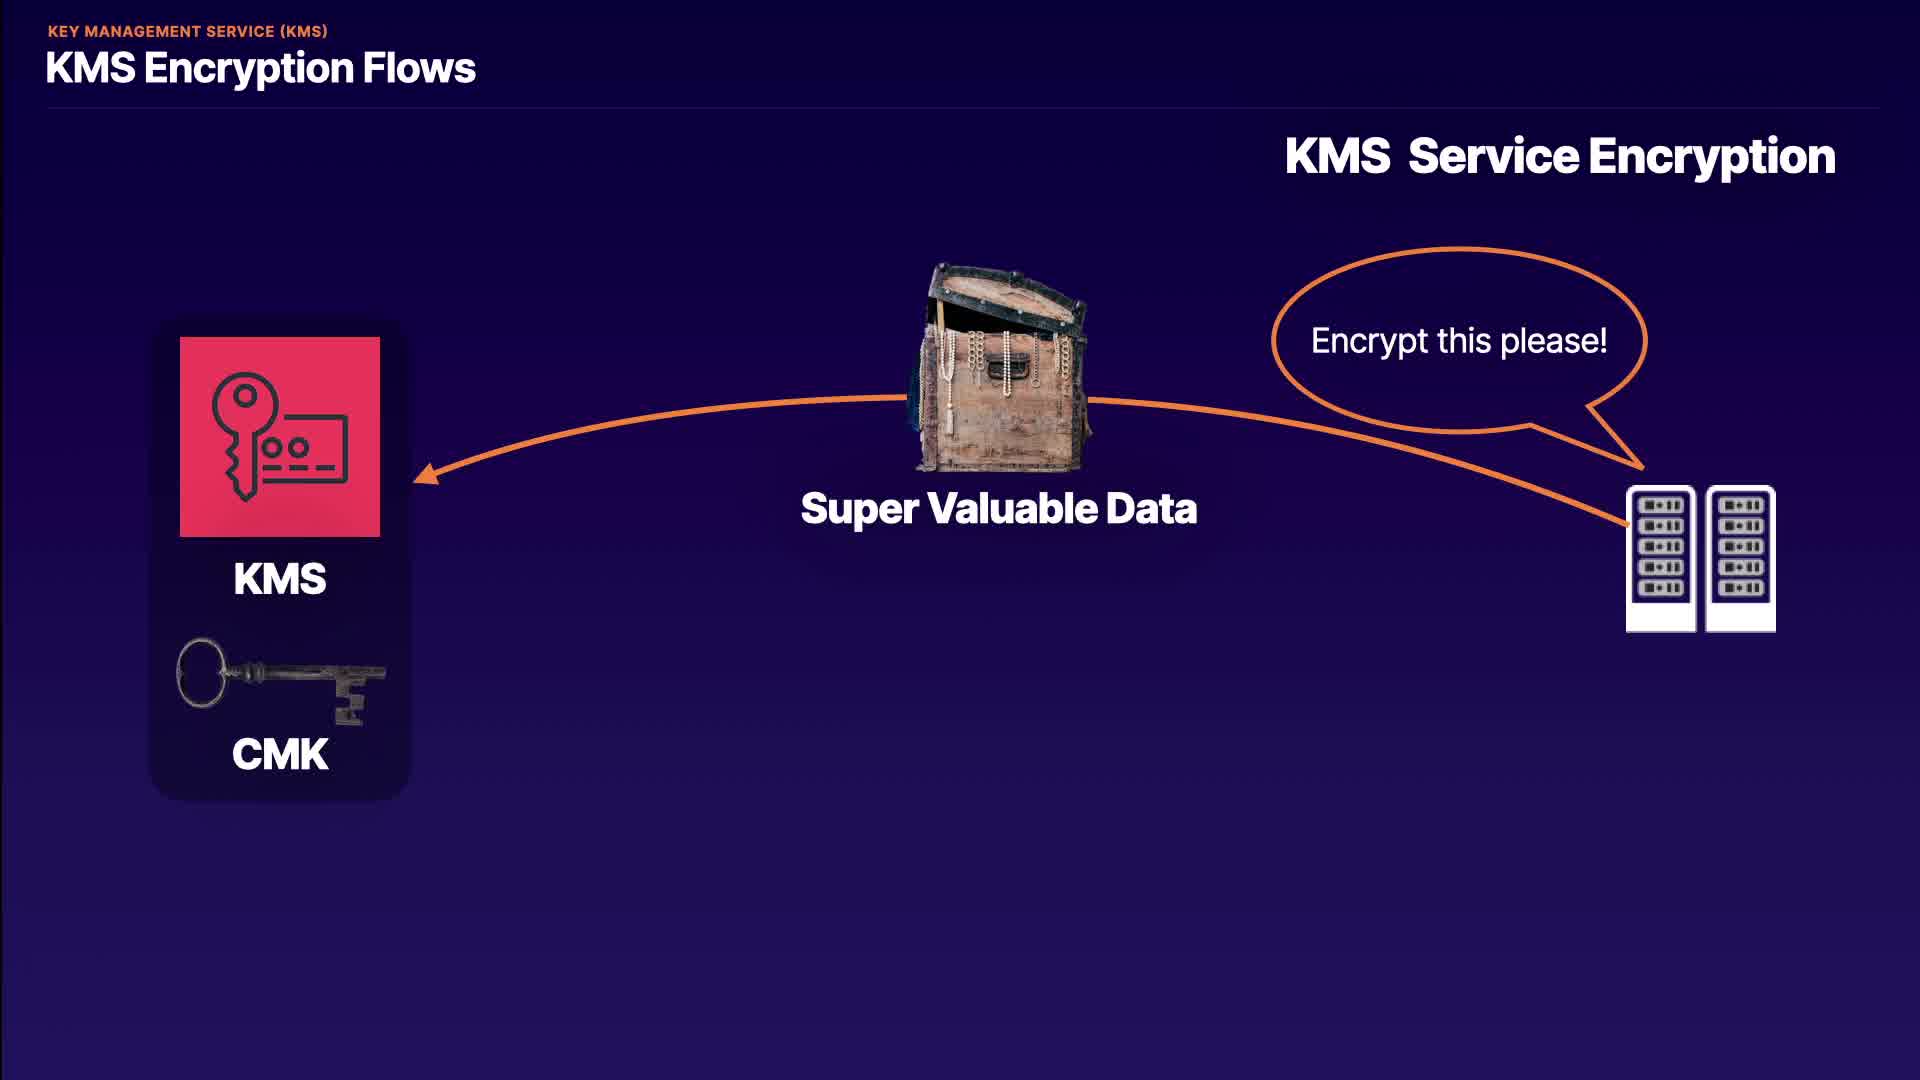 KEY MANAGEMENT SERVICE (KMS)
KMS Encryption Flows
KMS Service Encryption
Encrypt this please!
Super Valuable Data
KMS
CMK